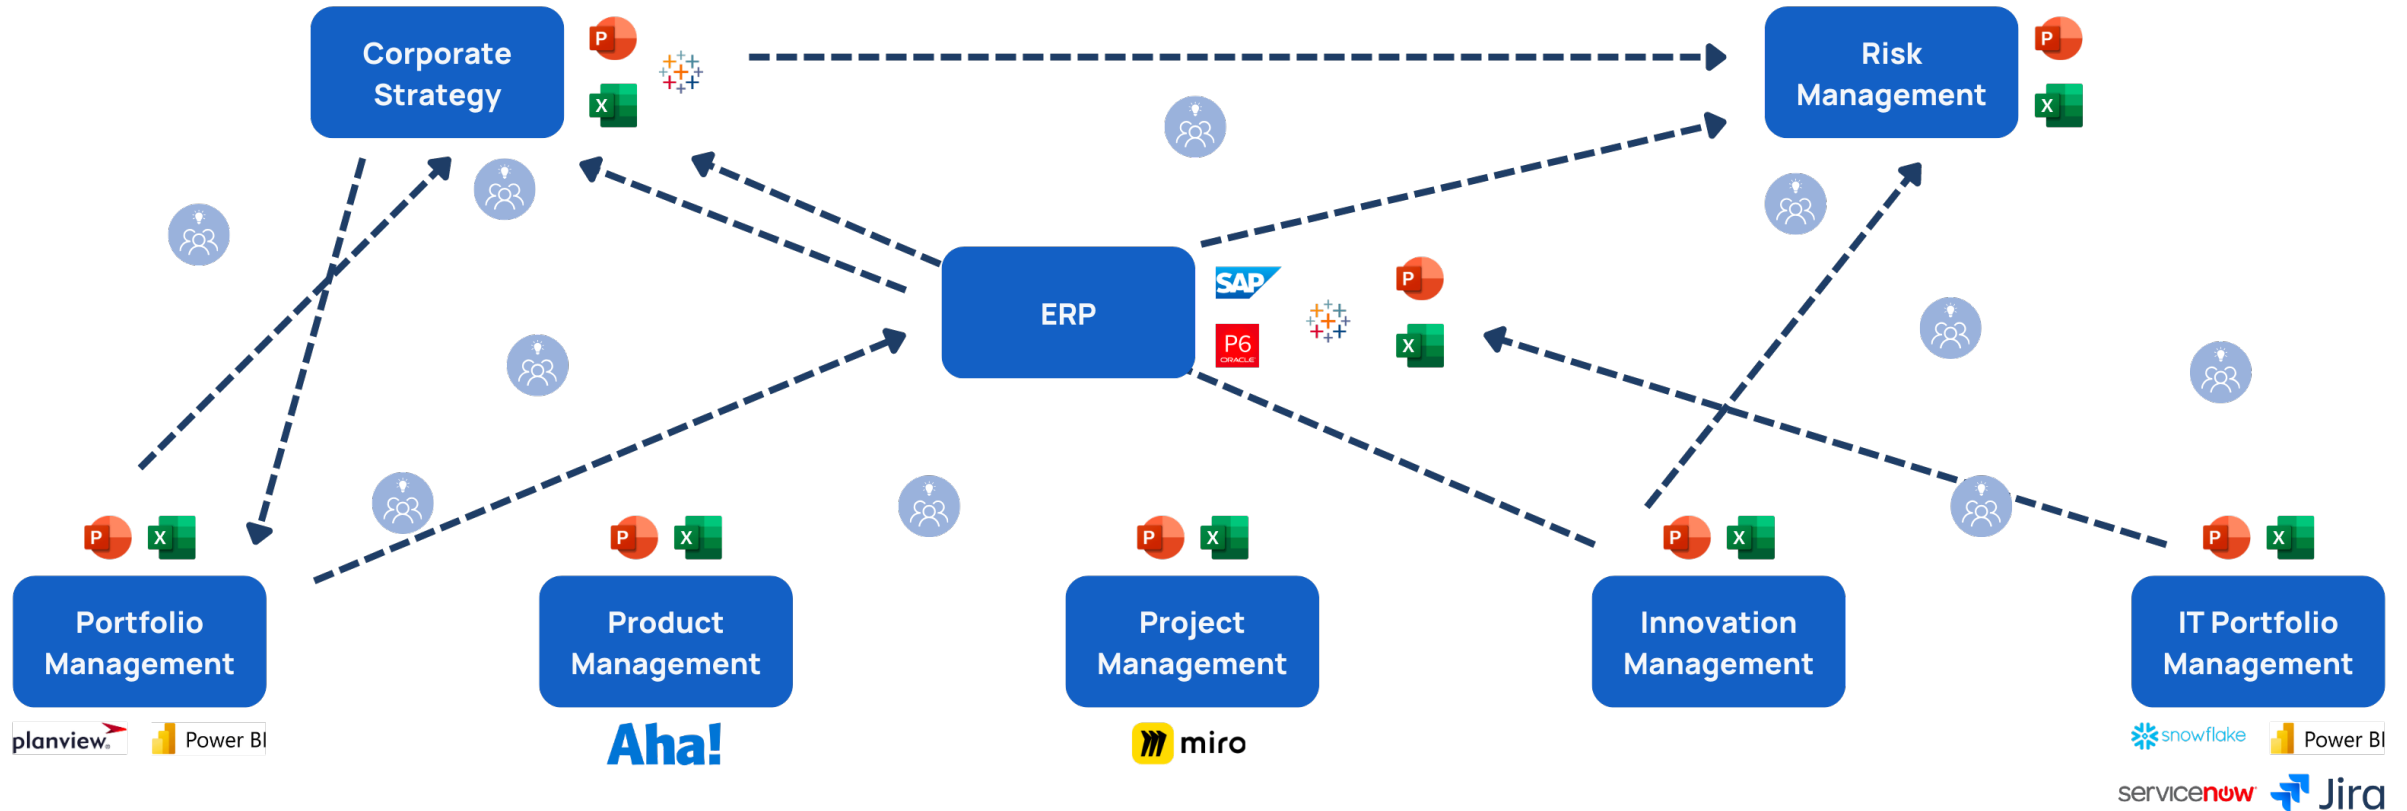 Corporate
Strategy
P
X
Risk
Management
P
X
ERP
SAP
P6
ORACLE
P
X
P X
P X
P X
P X
P X
Portfolio
Management
Product
Management
Project
Management
Innovation
Management
IT Portfolio
Management
planview.
Power BI
Aha!
miro
snowflake
Power BI
servicenow
Jira